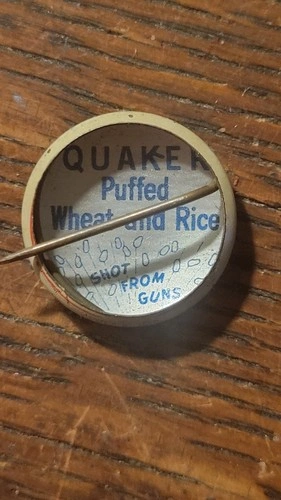 QUAKER
Puffed
Wheat and Rice
SHOT
FROM
GUNS